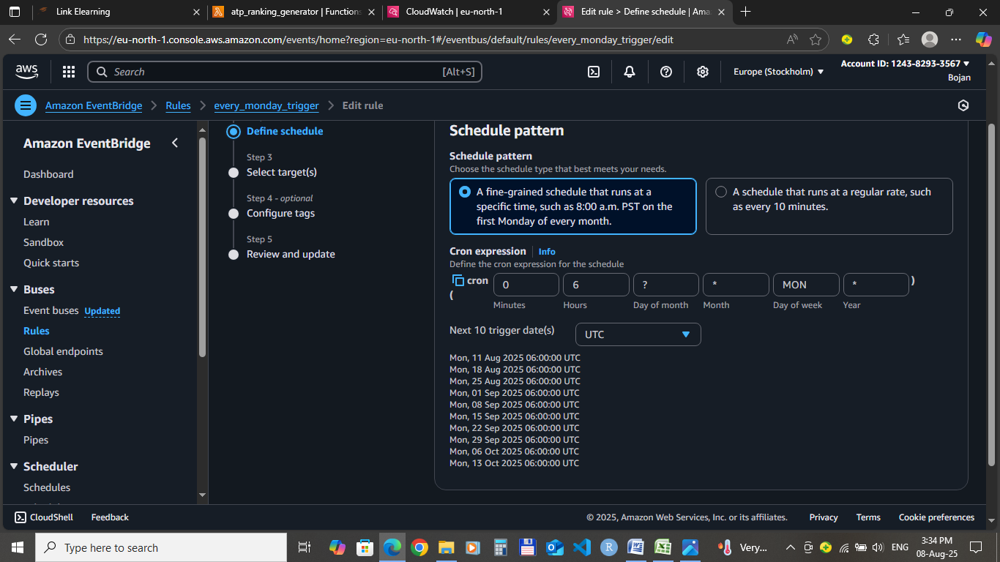 Link Elearning
atp_ranking_generator | Functions
CloudWatch | eu-north-1
Edit rule > Define schedule | Ama
https://eu-north-1.console.aws.amazon.com/events/home?region=eu-north-1#/eventbus/default/rules/every_monday_trigger/edit
aws
Search
[Alt+S]
Europe (Stockholm)
Account ID: 1243-8293-3567
Bojan
Amazon EventBridge
Rules
every_monday_trigger
Edit rule
Amazon EventBridge
Dashboard
Developer resources
Learn
Sandbox
Quick starts
Buses
Event buses Updated
Rules
Global endpoints
Archives
Replays
Pipes
Pipes
Scheduler
Schedules
Define schedule
Step 3
Select target(s)
Step 4 - optional
Configure tags
Step 5
Review and update
Schedule pattern
Schedule pattern
Choose the schedule type that best meets your needs.
A fine-grained schedule that runs at a
specific time, such as 8:00 a.m. PST on the
first Monday of every month.
A schedule that runs at a regular rate, such
as every 10 minutes.
Cron expression Info
Define the cron expression for the schedule
cron
( 0 6 ? * MON * )
Minutes Hours Day of month Month Day of week Year
Next 10 trigger date(s) UTC
Mon, 11 Aug 2025 06:00:00 UTC
Mon, 18 Aug 2025 06:00:00 UTC
Mon, 25 Aug 2025 06:00:00 UTC
Mon, 01 Sep 2025 06:00:00 UTC
Mon, 08 Sep 2025 06:00:00 UTC
Mon, 15 Sep 2025 06:00:00 UTC
Mon, 22 Sep 2025 06:00:00 UTC
Mon, 29 Sep 2025 06:00:00 UTC
Mon, 06 Oct 2025 06:00:00 UTC
Mon, 13 Oct 2025 06:00:00 UTC
CloudShell
Feedback
© 2025, Amazon Web Services, Inc. or its affiliates.
Privacy
Terms
Cookie preferences
Type here to search
Very...
ENG
3:34 PM
08-Aug-25